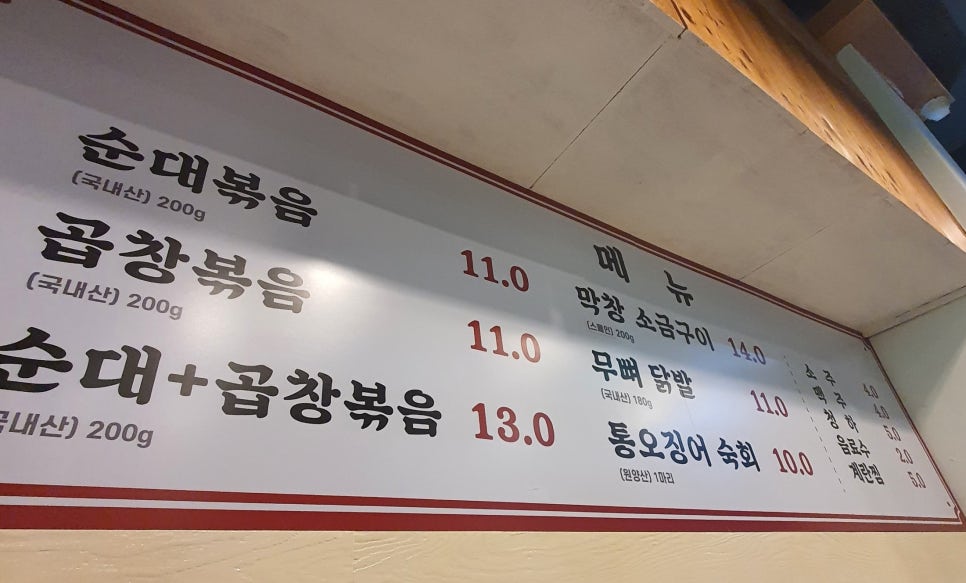 메 뉴
순대볶음 11.0
(국내산) 200g
곱창볶음 11.0
(국내산) 200g
순대+곱창볶음 13.0
국내산) 200g
막창 소금구이 14.0
(스페인) 200g
무뼈 닭발 11.0
(국내산) 180g
통오징어 숙회 10.0
(원양산) 1마리
소 주 4.0
맥 주 4.0
청 하 5.0
음료수 2.0
계란찜 5.0